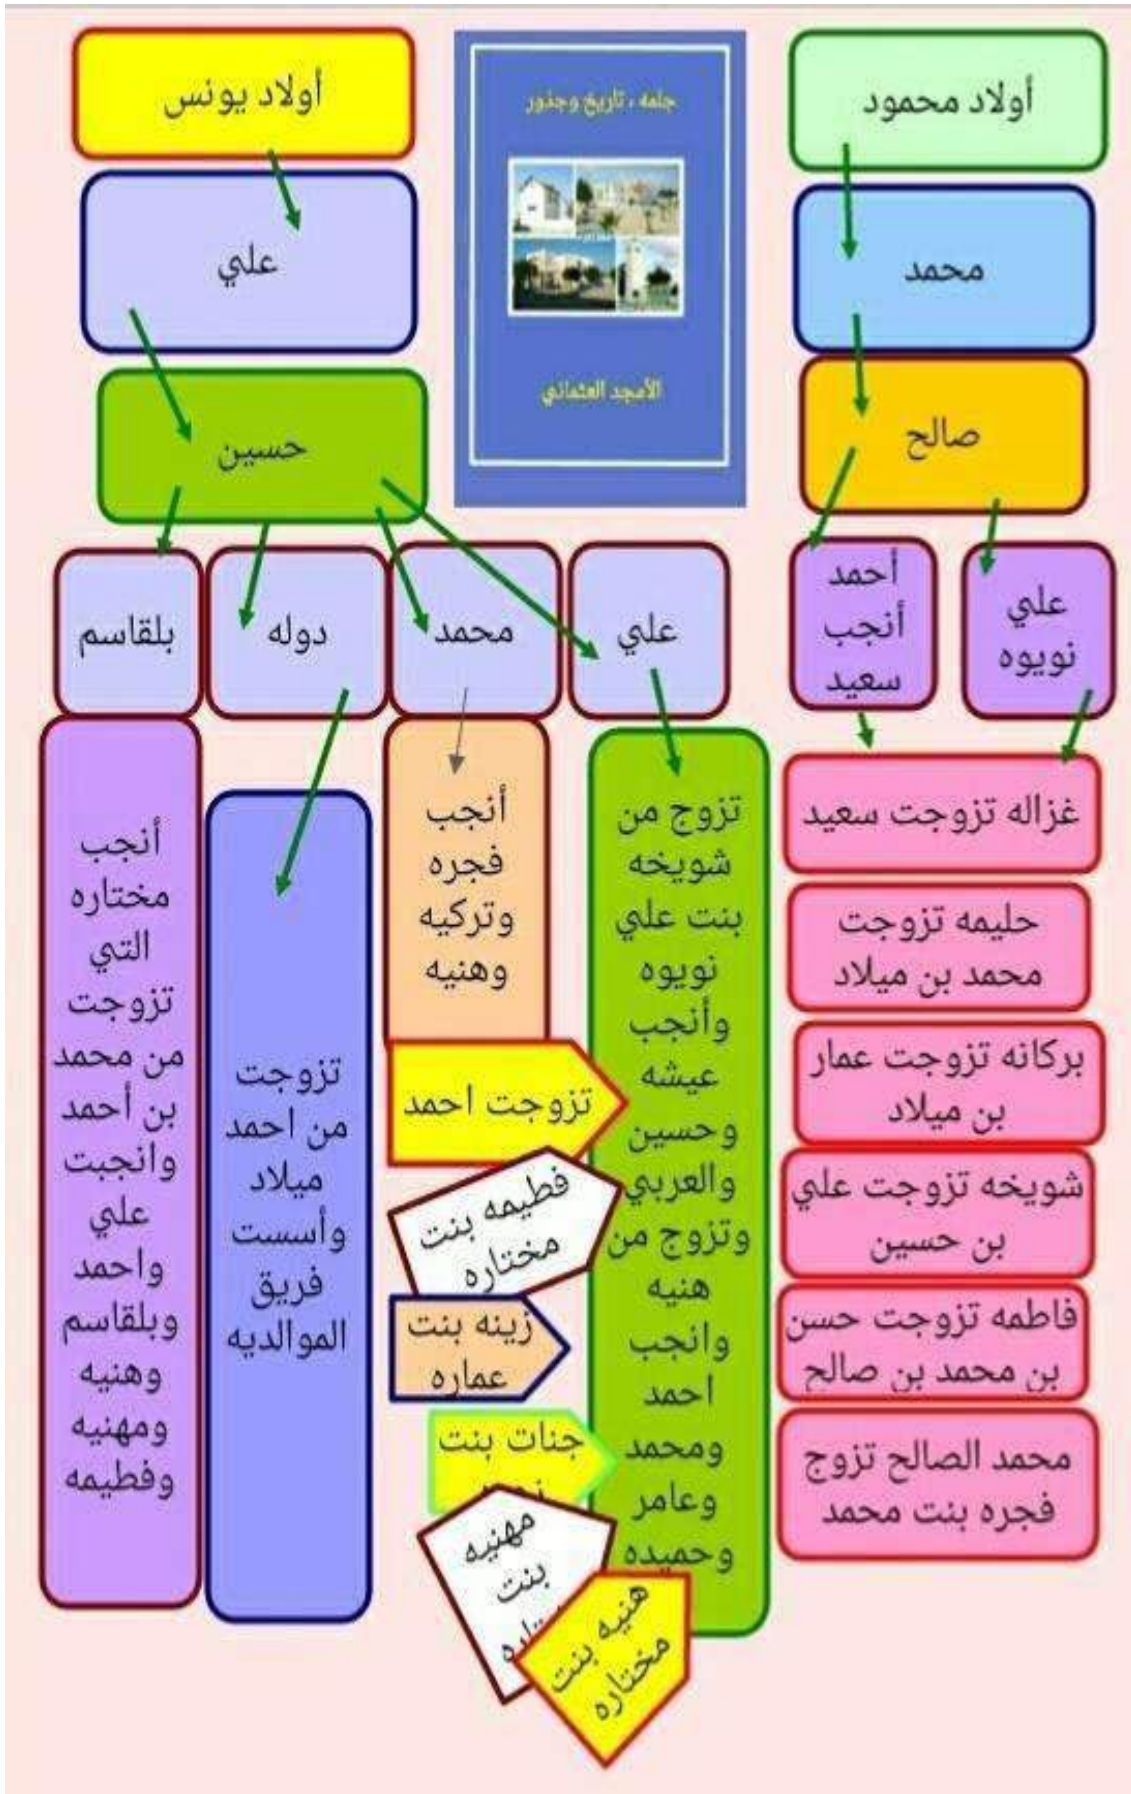 أولاد محمود
محمد
صالح
علي
نويوه
أحمد
أنجب
سعيد
غزاله تزوجت سعيد
حليمه تزوجت
محمد بن ميلاد
بركانه تزوجت عمار
بن ميلاد
شويخه تزوجت علي
بن حسين
فاطمه تزوجت حسن
بن محمد بن صالح
محمد الصالح تزوج
فجره بنت محمد
جلمه ، تاريخ وجذور
الأمجد العثماني
أولاد يونس
علي
حسين
علي
محمد
دوله
بلقاسم
تزوج من
شويخه
بنت علي
نويوه
وأنجب
عيشه
وحسين
والعربي
وتزوج من
هنيه
وانجب
احمد
ومحمد
وعامر
وحميده
أنجب
فجره
وتركيه
وهنيه
تزوجت احمد
فطيمه بنت
مختاره
زينه بنت
عماره
جنات بنت
مهنيه
بنت
هنيه بنت
مختاره
تزوجت
من احمد
ميلاد
وأسست
فريق
الموالديه
أنجب
مختاره
التي
تزوجت
من محمد
بن أحمد
وانجبت
علي
واحمد
وبلقاسم
وهنيه
ومهنيه
وفطيمه